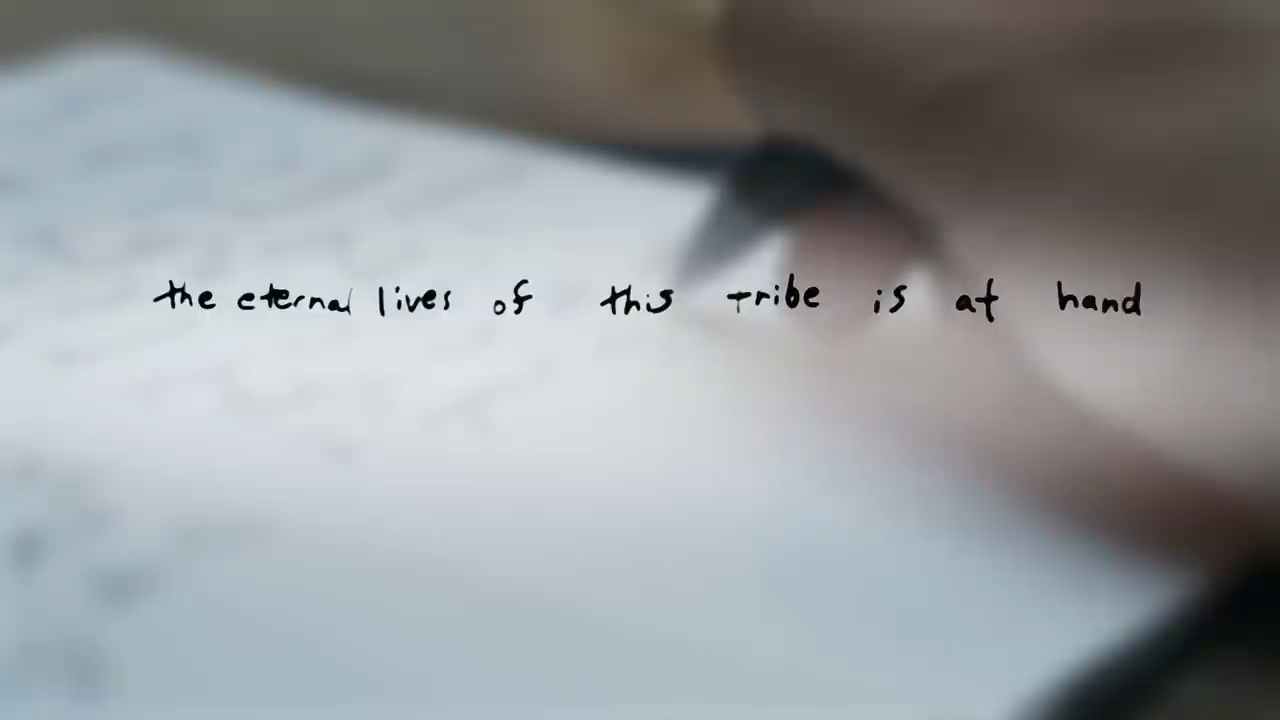 the eternal lives of this tribe is at hand